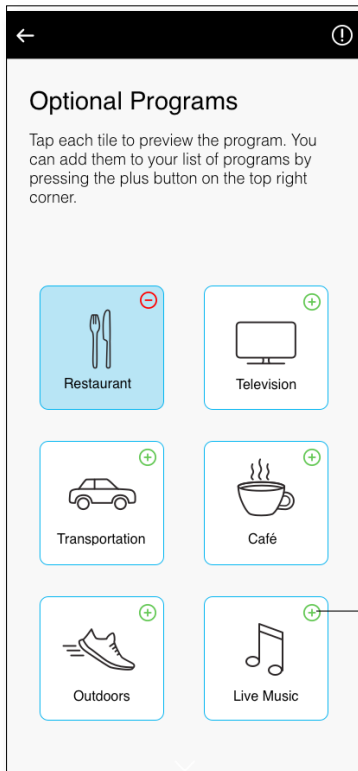 Optional Programs
Tap each tile to preview the program. You
can add them to your list of programs by
pressing the plus button on the top right
corner.
Restaurant
Television
Transportation
Café
Outdoors
Live Music